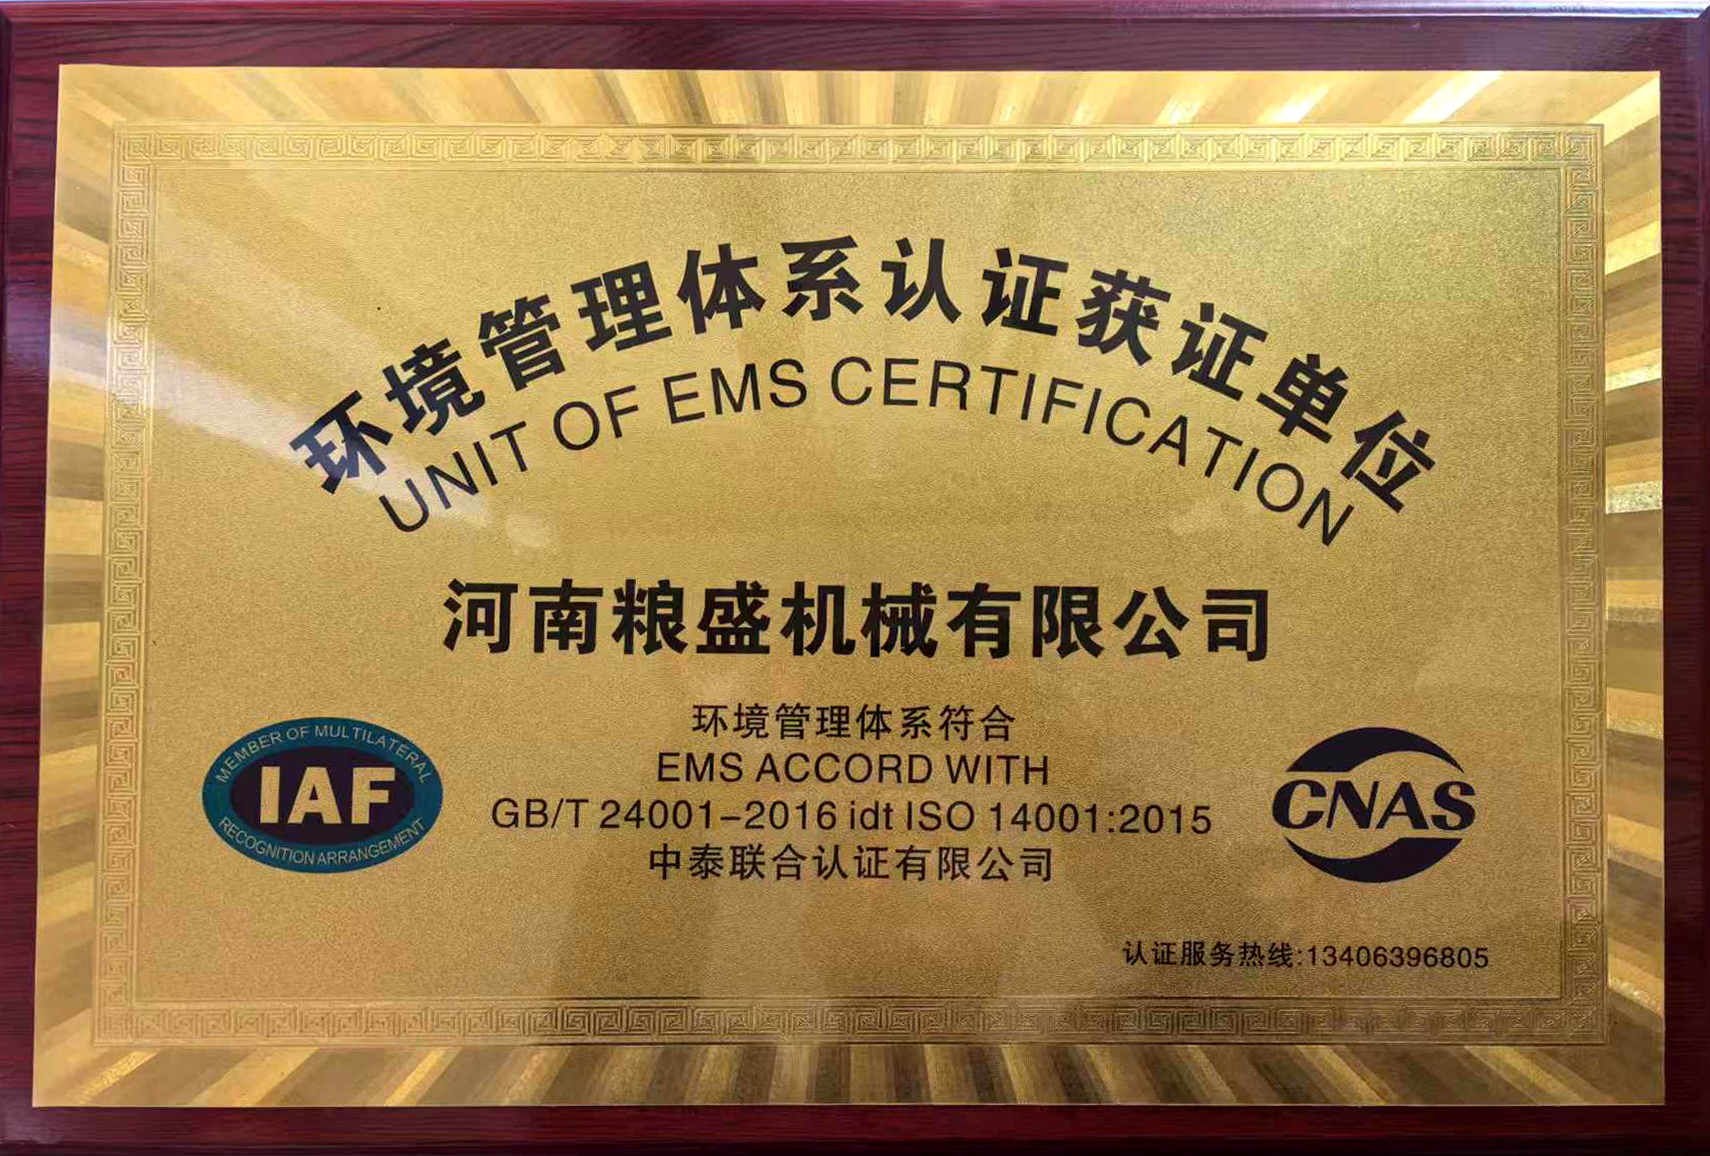 环境管理体系认证获证单位
UNIT OF EMS CERTIFICATION
河南粮盛机械有限公司
环境管理体系符合
EMS ACCORD WITH
GB/T 24001-2016 idt ISO 14001:2015
中泰联合认证有限公司
MEMBER OF MULTILATERAL
IAF
RECOGNITION ARRANGEMENT
CNAS
认证服务热线:13406396805